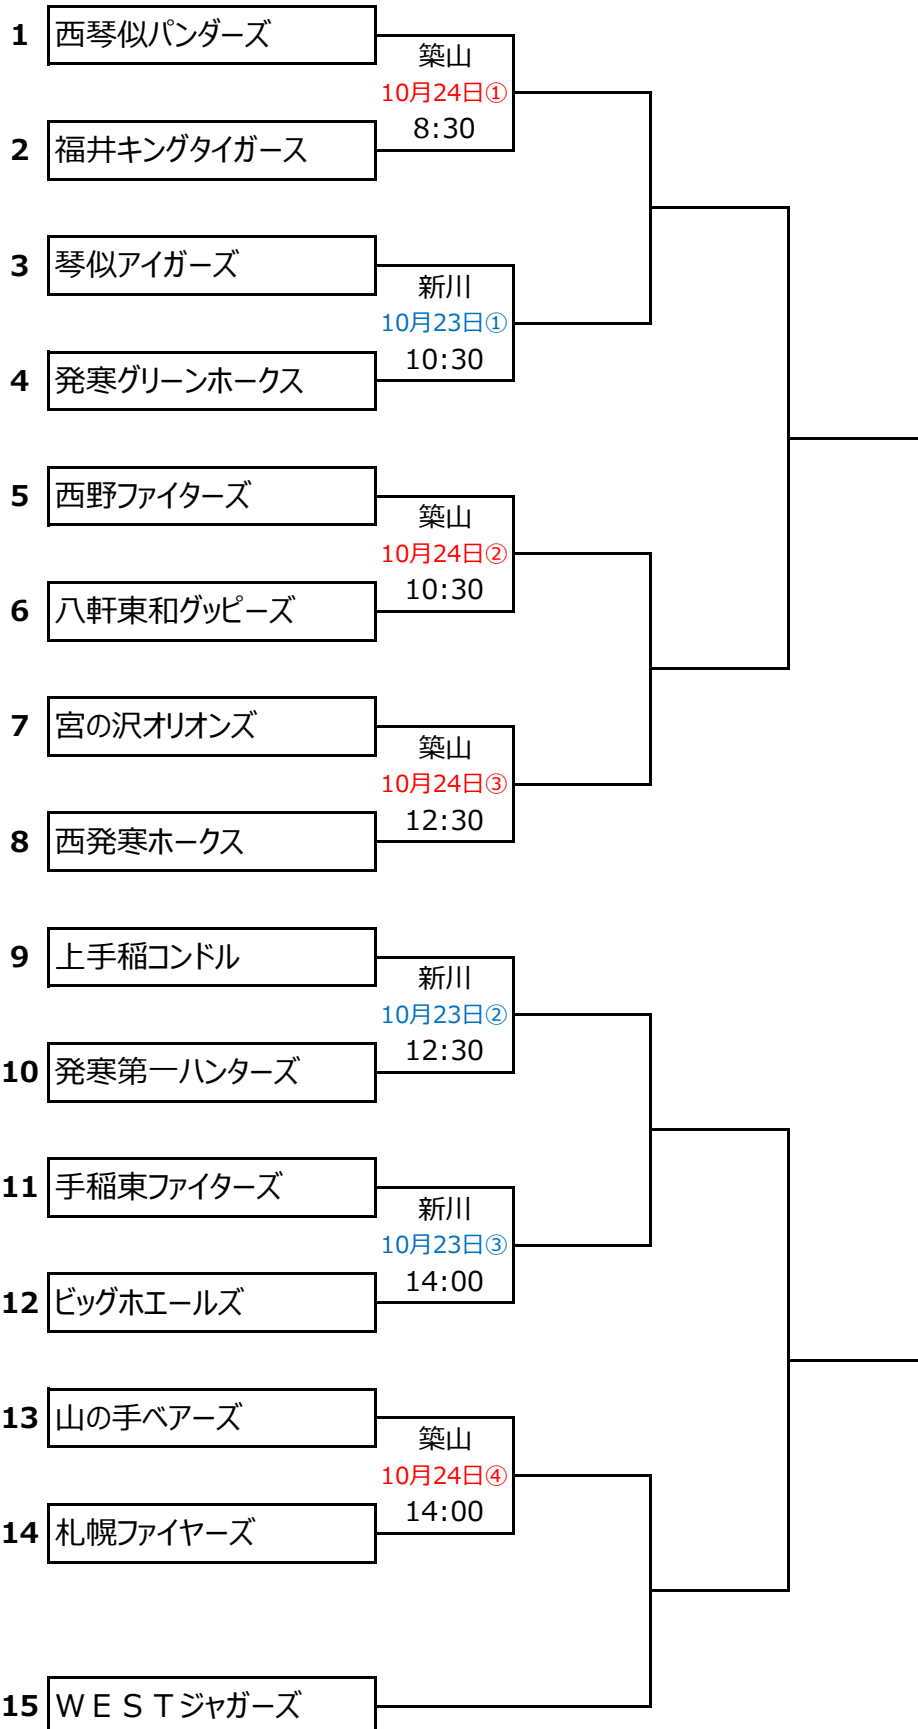 1 西琴似パンダーズ
築山
10月24日①
8:30
2 福井キングタイガース
3 琴似アイガーズ
新川
10月23日①
10:30
4 発寒グリーンホークス
5 西野ファイターズ
築山
10月24日②
10:30
6 八軒東和グッピーズ
7 宮の沢オリオンズ
築山
10月24日③
12:30
8 西発寒ホークス
9 上手稲コンドル
新川
10月23日②
12:30
10 発寒第一ハンターズ
11 手稲東ファイターズ
新川
10月23日③
14:00
12 ビッグホエールズ
13 山の手ベアーズ
築山
10月24日④
14:00
14 札幌ファイヤーズ
15 ＷＥＳＴジャガーズ